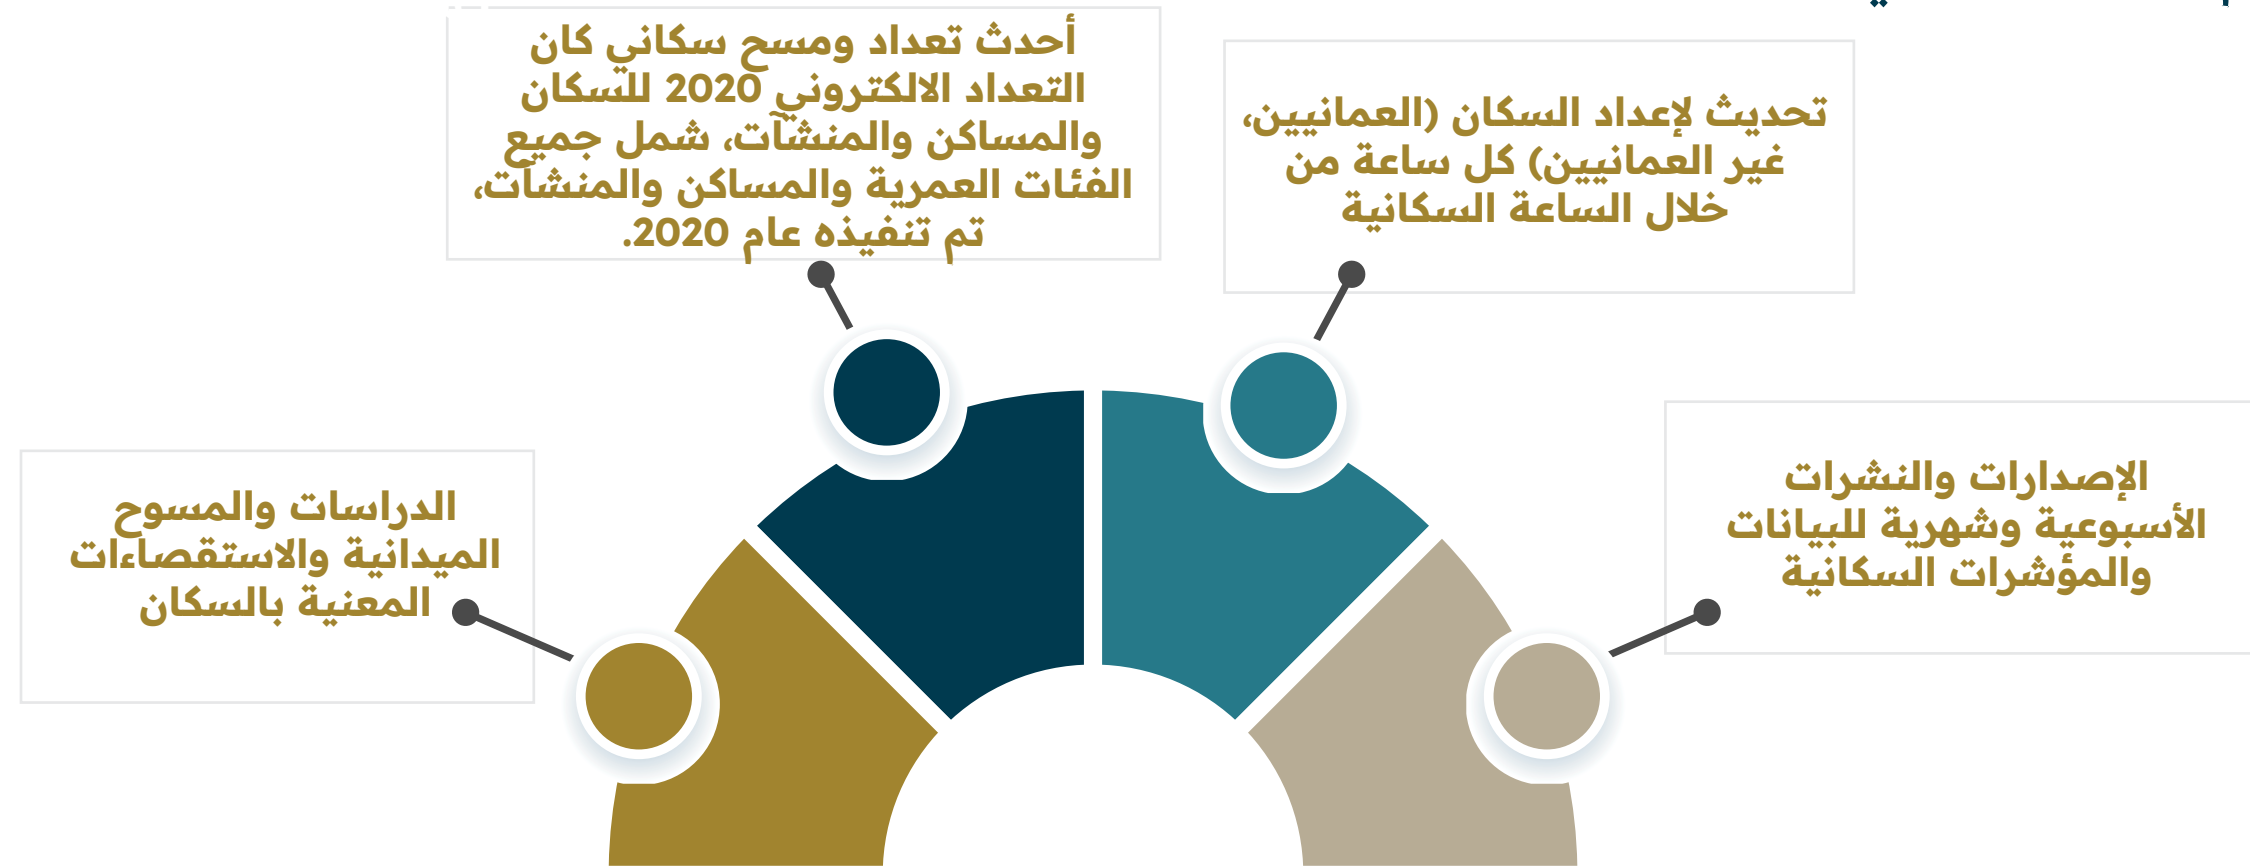 تحديث لإعداد السكان (العمانيين،
غير العمانيين) كل ساعة من
خلال الساعة السكانية
أحدث تعداد ومسح سكاني كان
التعداد الالكتروني 2020 للسكان
والمساكن والمنشآت، شمل جميع
الفئات العمرية والمساكن والمنشآت،
تم تنفيذه عام 2020.
الإصدارات والنشرات
الأسبوعية وشهرية للبيانات
والمؤشرات السكانية
الدراسات والمسوح
الميدانية والاستقصاءات
المعنية بالسكان